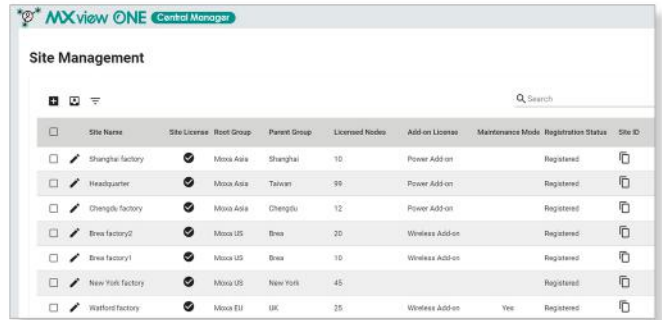 MXview ONE Central Manager
Site Management
Search
Site Name Site License Root Group Parent Group Licensed Nodes Add-on License Maintenance Mode Registration Status Site ID
Shanghai factory Moxa Asia Shanghai 10 Power Add-on Registered
Headquarter Moxa Asia Taiwan 99 Power Add-on Registered
Chengdu factory Moxa Asia Chengdu 12 Power Add-on Registered
Brea factory2 Moxa US Brea 20 Wireless Add-on Registered
Brea factory1 Moxa US Brea 10 Wireless Add-on Registered
New York factory Moxa US New York 45 Registered
Watford factory Moxa EU UK 25 Wireless Add-on Yes Registered